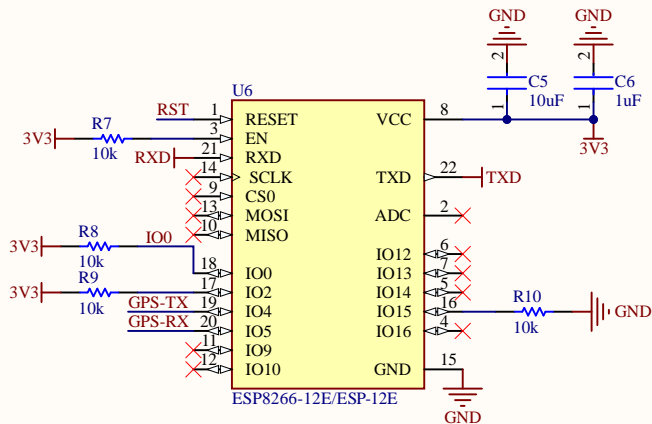 GND GND
2 2
C5 C6
10uF 1uF
1 1
3V3
U6
RST 1 RESET VCC 8
3V3 R7 10k 3 EN
RXD 21 RXD
14 SCLK TXD 22 TXD
9 CS0
13 MOSI ADC 2
10 MISO
IO12 6
3V3 R8 10k IO0 18 IO0 IO13 7
3V3 R9 10k 17 IO2 IO14 5
GPS-TX 19 IO4 IO15 16 R10 10k GND
GPS-RX 20 IO5 IO16 4
11 IO9
12 IO10 GND 15
ESP8266-12E/ESP-12E
GND